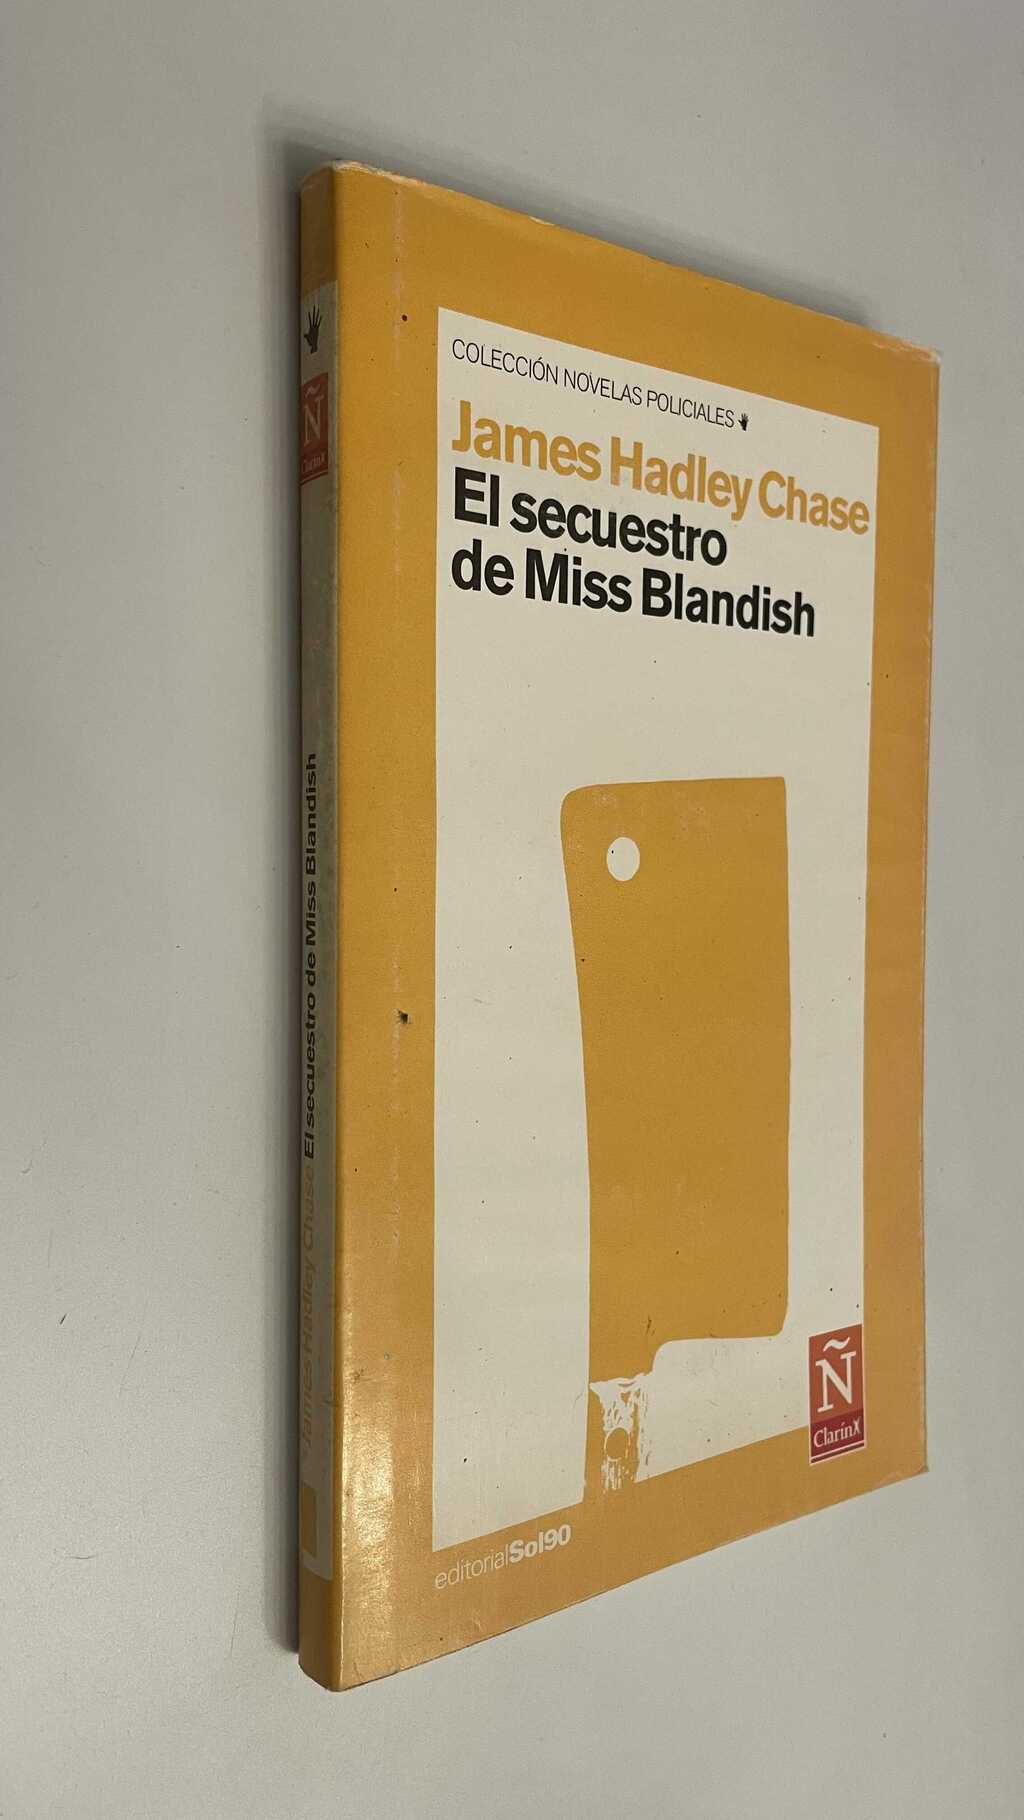 COLECCIÓN NOVELAS POLICIALES
James Hadley Chase
El secuestro
de Miss Blandish
Ñ
Clarín
editorialSol90
Ñ
Clarín
James Hadley Chase El secuestro de Miss Blandish